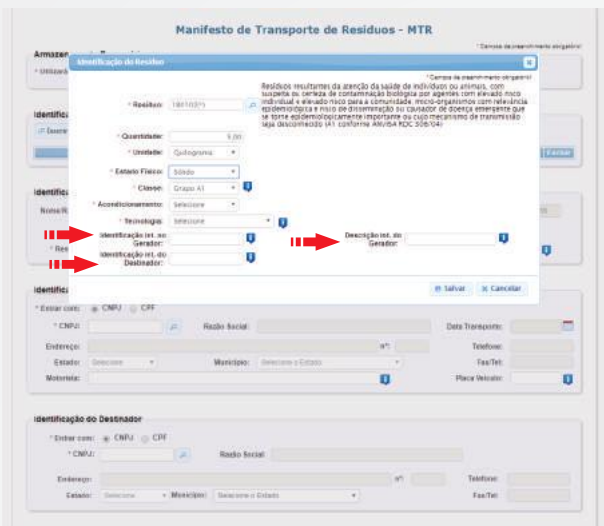 Manifesto de Transporte de Resíduos - MTR
* Campos de preenchimento obrigatório
Identificação do Resíduo
* Campos de preenchimento obrigatório
* Resíduo:
Resíduos resultantes da atenção da saúde de indivíduos ou animais, com
suspeita ou certeza de contaminação biológica por agentes com elevado risco
individual e elevado risco para a comunidade, micro-organismos com relevância
epidemiológica e risco de disseminação ou causador de doença emergente que
se torne epidemiologicamente importante ou cujo mecanismo de transmissão
seja desconhecido (A1 conforme ANVISA RDC 306/04)
* Quantidade: 5,00
* Unidade: Quilograma
* Estado Físico: Sólido
* Classe: Grupo A1
* Acondicionamento: Selecione
* Tecnologia: Selecione
Identificação int. no Gerador:
Descrição int. do Gerador:
Identificação int. do Destinador:
Salvar Cancelar
* Entrar com: CNPJ CPF
* CNPJ: Razão Social: Data Transporte:
Endereço: nº: Telefone:
Estado: Selecione Município: Selecione o Estado Fax/Tel:
Motorista: Placa Veículo:
Identificação do Destinador
* Entrar com: CNPJ CPF
* CNPJ: Razão Social:
Endereço: nº: Telefone:
Estado: Selecione Município: Selecione o Estado Fax/Tel: